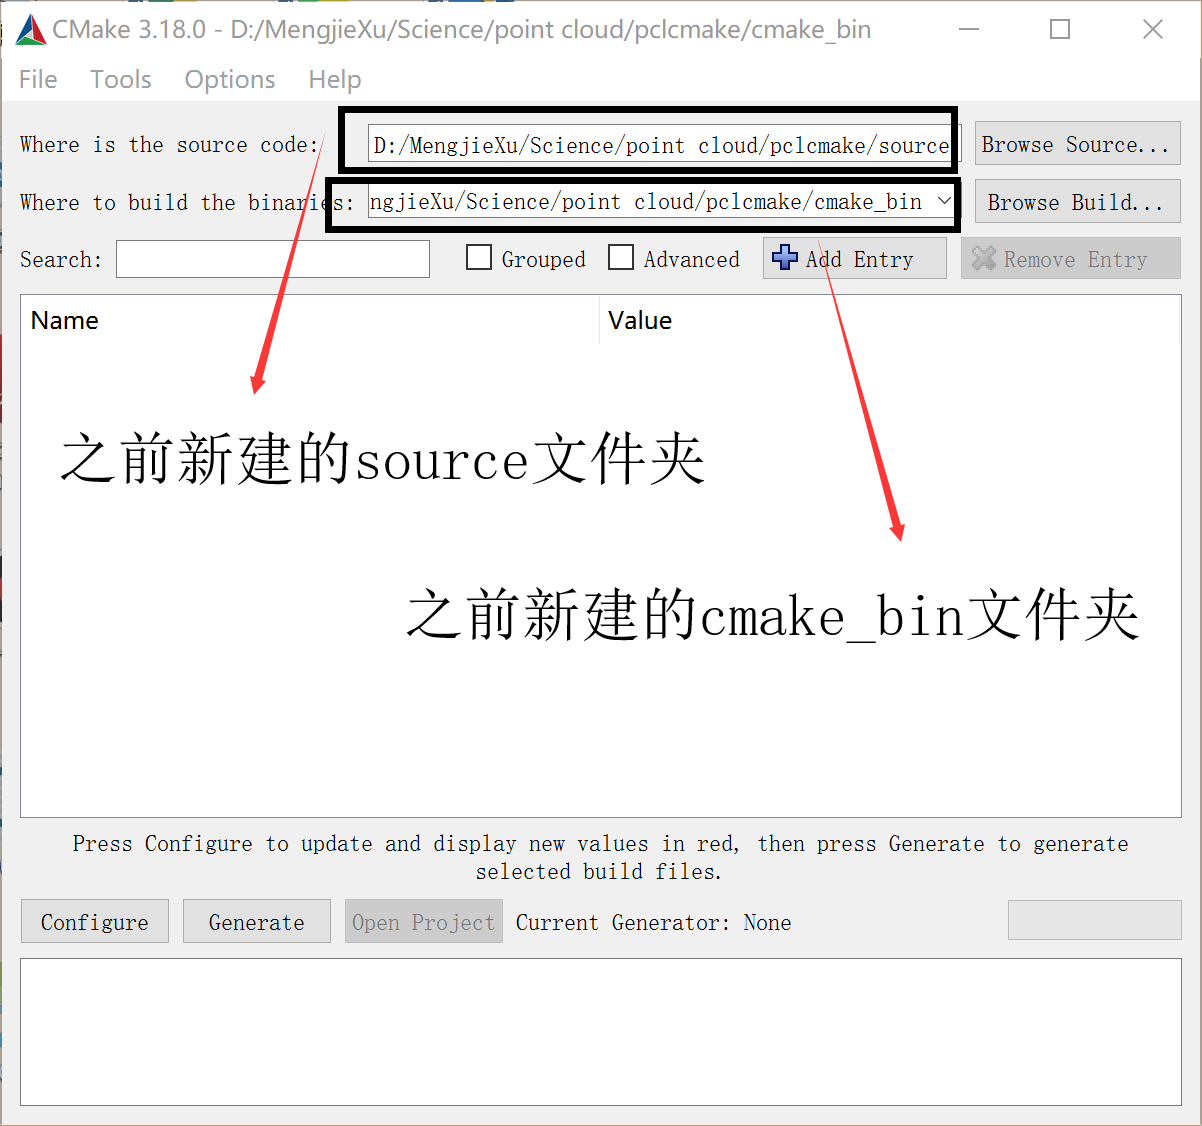 CMake 3.18.0 - D:/MengjieXu/Science/point cloud/pclcmake/cmake_bin
File Tools Options Help
Where is the source code: D:/MengjieXu/Science/point cloud/pclcmake/source Browse Source...
Where to build the binaries: ngjieXu/Science/point cloud/pclcmake/cmake_bin Browse Build...
Search: Grouped Advanced Add Entry Remove Entry
Name Value
之前新建的source文件夹
之前新建的cmake_bin文件夹
Press Configure to update and display new values in red, then press Generate to generate
selected build files.
Configure Generate Open Project Current Generator: None